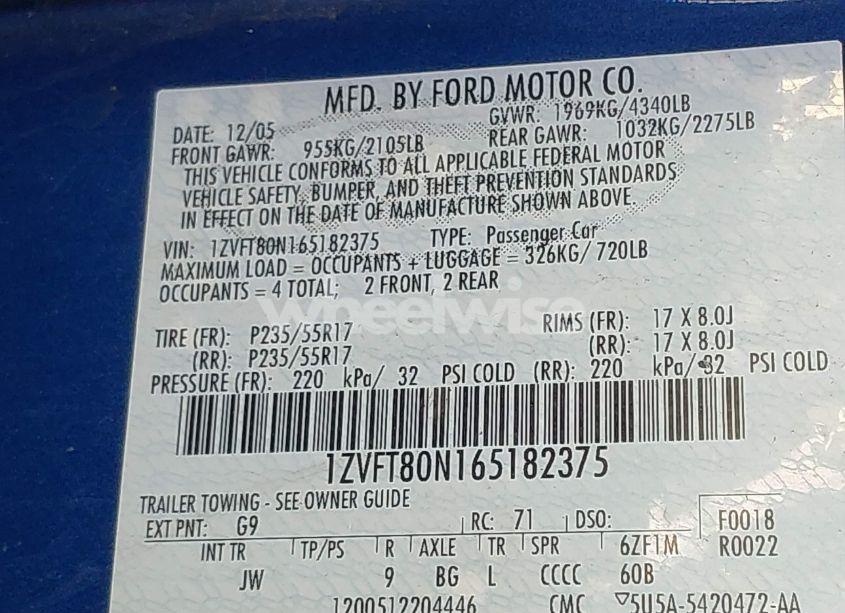 MFD. BY FORD MOTOR CO.
DATE: 12/05 GVWR: 1969KG/4340LB
FRONT GAWR: 955KG/2105LB REAR GAWR: 1032KG/2275LB
THIS VEHICLE CONFORMS TO ALL APPLICABLE FEDERAL MOTOR
VEHICLE SAFETY, BUMPER, AND THEFT PREVENTION STANDARDS
IN EFFECT ON THE DATE OF MANUFACTURE SHOWN ABOVE.
VIN: 1ZVFT80N165182375 TYPE: Passenger Car
MAXIMUM LOAD = OCCUPANTS + LUGGAGE = 326KG/ 720LB
OCCUPANTS = 4 TOTAL; 2 FRONT, 2 REAR
wheelwise
TIRE (FR): P235/55R17 RIMS (FR): 17 X 8.0J
(RR): P235/55R17 (RR): 17 X 8.0J
PRESSURE (FR): 220 kPa/ 32 PSI COLD (RR): 220 kPa/ 32 PSI COLD
1ZVFT80N165182375
TRAILER TOWING - SEE OWNER GUIDE
EXT PNT: G9 RC: 71 DSO: F0018
INT TR TP/PS R AXLE TR SPR 6ZF1M R0022
JW 9 BG L CCCC 60B
1200512204446 CMC 5U5A-5420472-AA